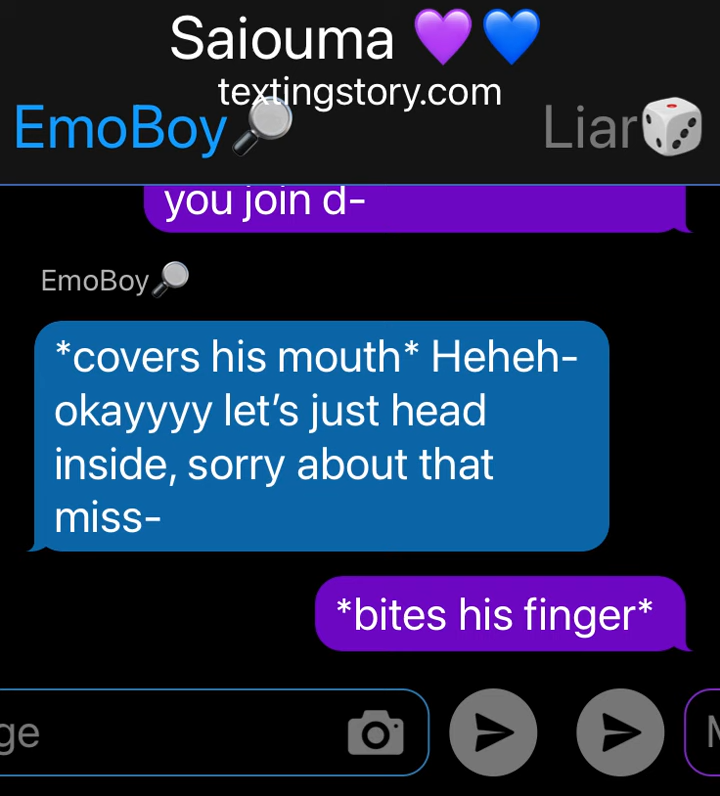 Saiouma 💜💙
textingstory.com
EmoBoy🔎 Liar🎲
you join d-
EmoBoy🔎
*covers his mouth* Heheh-
okayyyy let’s just head
inside, sorry about that
miss-
*bites his finger*
ge